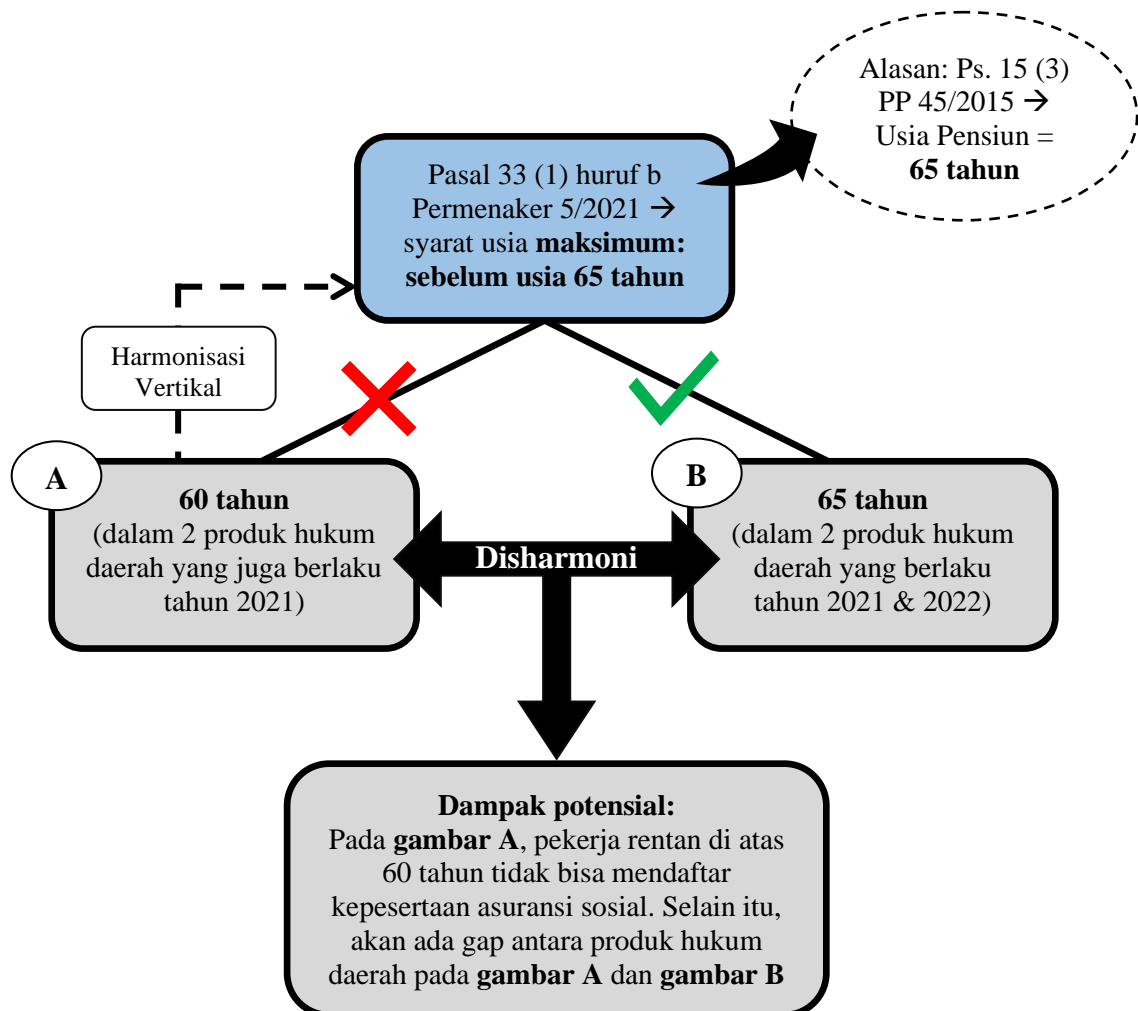 Alasan: Ps. 15 (3)
PP 45/2015 →
Usia Pensiun =
65 tahun
Pasal 33 (1) huruf b
Permenaker 5/2021 →
syarat usia maksimum:
sebelum usia 65 tahun
Harmonisasi
Vertikal
A
60 tahun
(dalam 2 produk hukum
daerah yang juga berlaku
tahun 2021)
Disharmoni
B
65 tahun
(dalam 2 produk hukum
daerah yang berlaku
tahun 2021 & 2022)
Dampak potensial:
Pada gambar A, pekerja rentan di atas
60 tahun tidak bisa mendaftar
kepesertaan asuransi sosial. Selain itu,
akan ada gap antara produk hukum
daerah pada gambar A dan gambar B